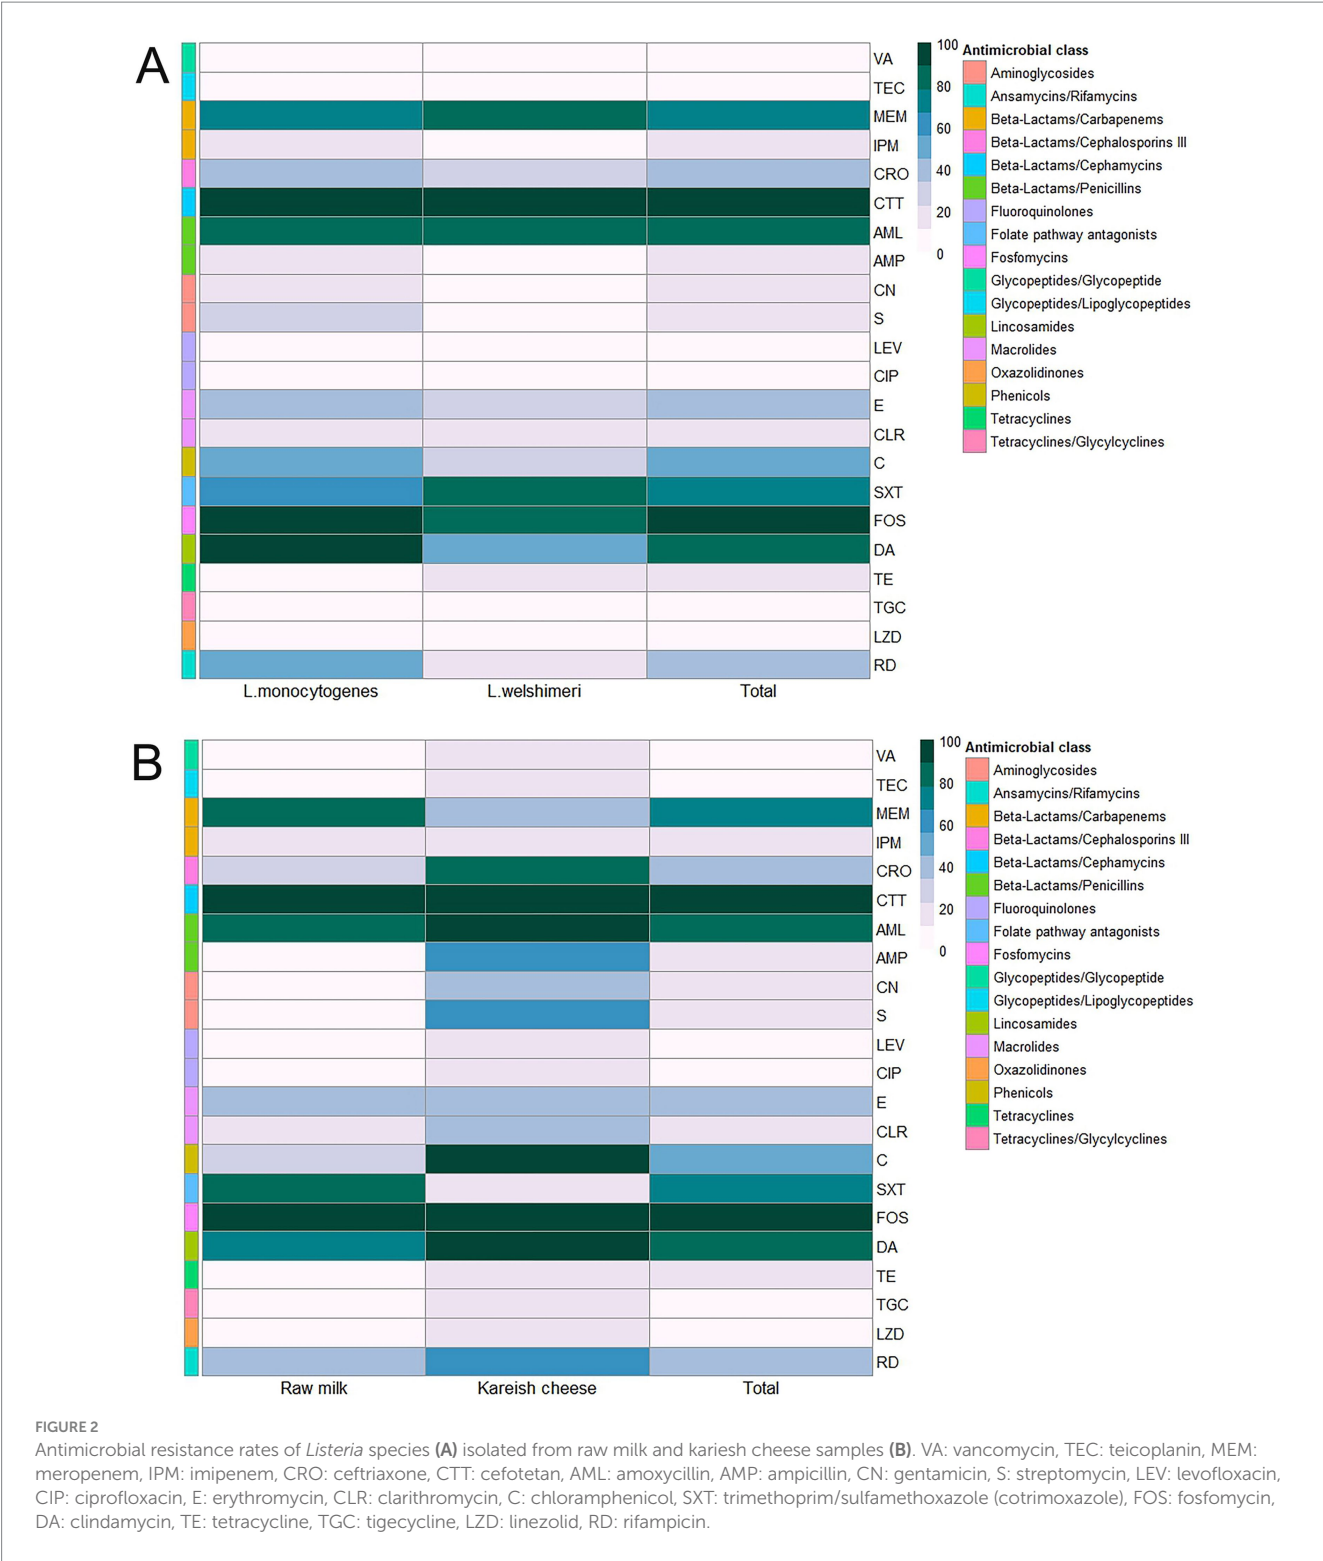 A
VA
TEC
MEM
IPM
CRO
CTT
AML
AMP
CN
S
LEV
CIP
E
CLR
C
SXT
FOS
DA
TE
TGC
LZD
RD
L.monocytogenes L.welshimeri Total
100
80
60
40
20
0
Antimicrobial class
Aminoglycosides
Ansamycins/Rifamycins
Beta-Lactams/Carbapenems
Beta-Lactams/Cephalosporins III
Beta-Lactams/Cephamycins
Beta-Lactams/Penicillins
Fluoroquinolones
Folate pathway antagonists
Fosfomycins
Glycopeptides/Glycopeptide
Glycopeptides/Lipoglycopeptides
Lincosamides
Macrolides
Oxazolidinones
Phenicols
Tetracyclines
Tetracyclines/Glycylcyclines
B
VA
TEC
MEM
IPM
CRO
CTT
AML
AMP
CN
S
LEV
CIP
E
CLR
C
SXT
FOS
DA
TE
TGC
LZD
RD
Raw milk Kareish cheese Total
100
80
60
40
20
0
Antimicrobial class
Aminoglycosides
Ansamycins/Rifamycins
Beta-Lactams/Carbapenems
Beta-Lactams/Cephalosporins III
Beta-Lactams/Cephamycins
Beta-Lactams/Penicillins
Fluoroquinolones
Folate pathway antagonists
Fosfomycins
Glycopeptides/Glycopeptide
Glycopeptides/Lipoglycopeptides
Lincosamides
Macrolides
Oxazolidinones
Phenicols
Tetracyclines
Tetracyclines/Glycylcyclines
FIGURE 2
Antimicrobial resistance rates of Listeria species (A) isolated from raw milk and kariesh cheese samples (B). VA: vancomycin, TEC: teicoplanin, MEM:
meropenem, IPM: imipenem, CRO: ceftriaxone, CTT: cefotetan, AML: amoxycillin, AMP: ampicillin, CN: gentamicin, S: streptomycin, LEV: levofloxacin,
CIP: ciprofloxacin, E: erythromycin, CLR: clarithromycin, C: chloramphenicol, SXT: trimethoprim/sulfamethoxazole (cotrimoxazole), FOS: fosfomycin,
DA: clindamycin, TE: tetracycline, TGC: tigecycline, LZD: linezolid, RD: rifampicin.